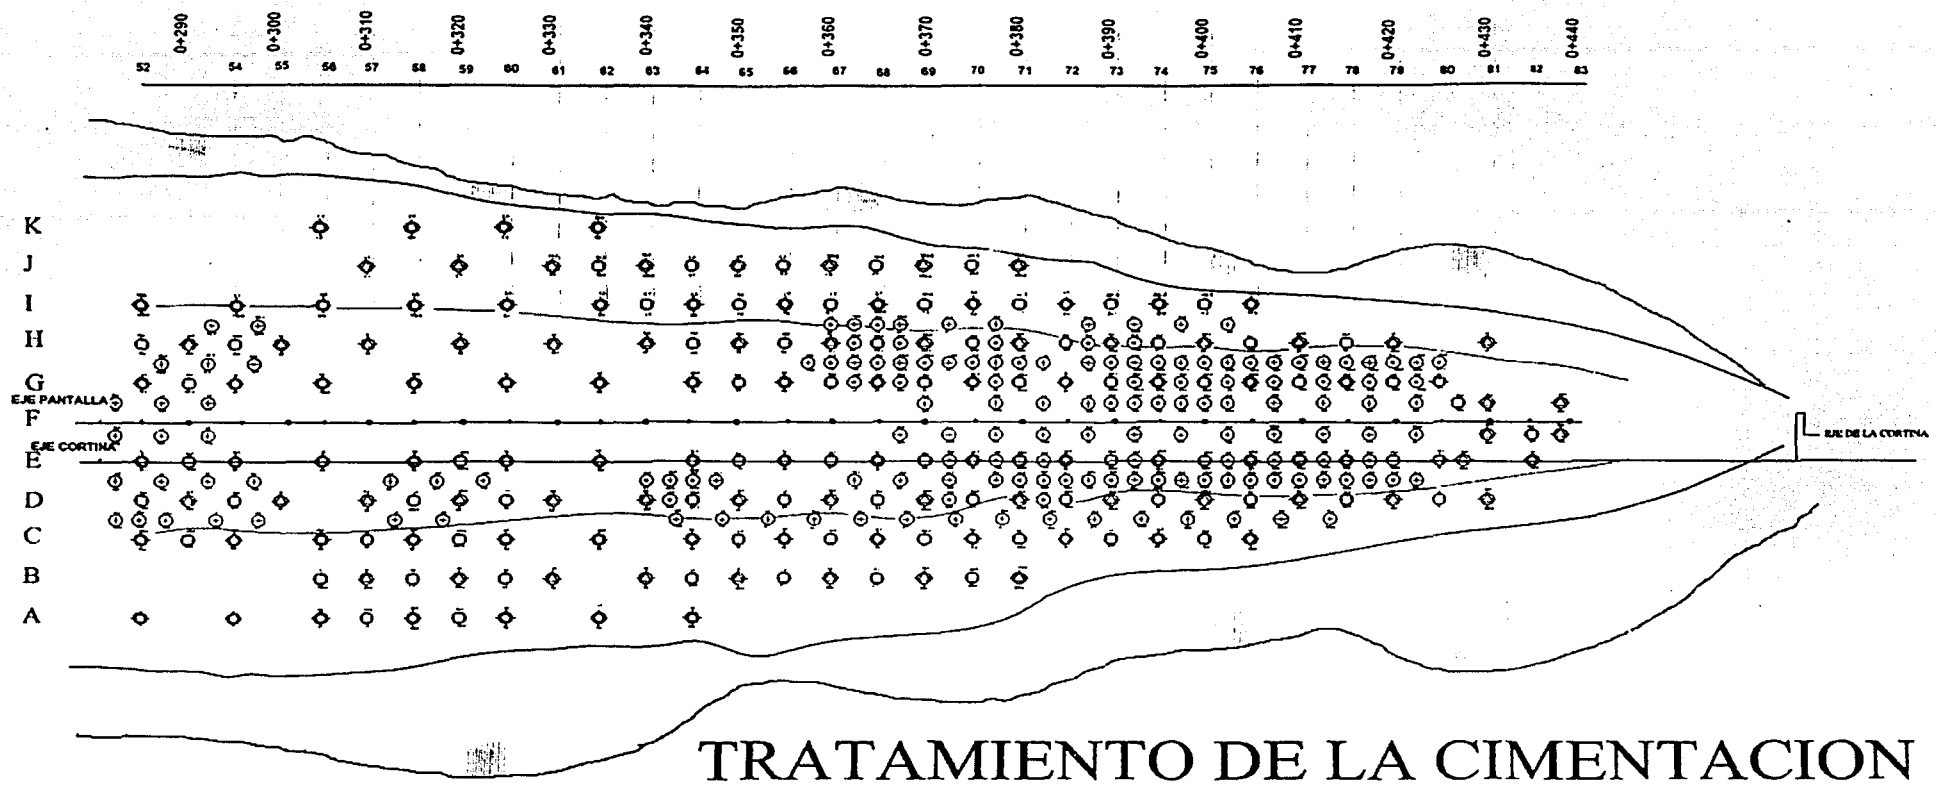 0+290 0+300 0+310 0+320 0+330 0+340 0+350 0+360 0+370 0+380 0+390 0+400 0+410 0+420 0+430 0+440
52 54 55 56 57 58 59 60 61 62 63 64 65 66 67 68 69 70 71 72 73 74 75 76 77 78 79 80 81 82 83
K
J
I
H
G
EJE PANTALLA
F
EJE CORTINA
EJE DE LA CORTINA
E
D
C
B
A
TRATAMIENTO DE LA CIMENTACION